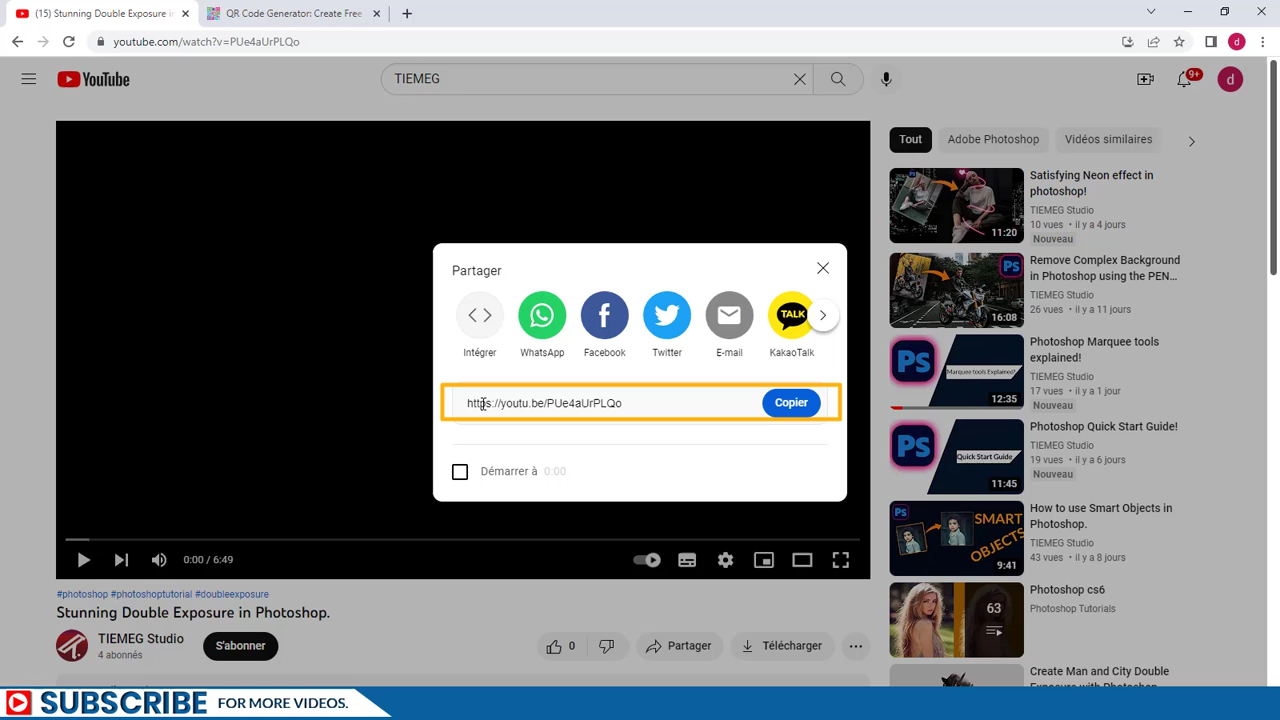 (15) Stunning Double Exposure in
QR Code Generator: Create Free
youtube.com/watch?v=PUe4aUrPLQo
d
YouTube
TIEMEG
9+
d
Tout
Adobe Photoshop
Vidéos similaires
Partager
Intégrer
WhatsApp
Facebook
Twitter
TALK
E-mail
KakaoTalk
https://youtu.be/PUe4aUrPLQo
Copier
Démarrer à 0:00
0:00 / 6:49
#photoshop #photoshoptutorial #doubleexposure
Stunning Double Exposure in Photoshop.
TIEMEG Studio
4 abonnés
S'abonner
0
Partager
Télécharger
11:20
Satisfying Neon effect in
photoshop!
TIEMEG Studio
10 vues • il y a 4 jours
Nouveau
Ps
16:08
Remove Complex Background
in Photoshop using the PEN…
TIEMEG Studio
26 vues • il y a 11 jours
Ps
Marquee tools Explained?
12:35
Photoshop Marquee tools
explained!
TIEMEG Studio
17 vues • il y a 1 jour
Ps
Quick Start Guide
11:45
Photoshop Quick Start Guide!
TIEMEG Studio
19 vues • il y a 6 jours
Nouveau
Ps
SMART
OBJECTS
9:41
How to use Smart Objects in
Photoshop.
TIEMEG Studio
43 vues • il y a 8 jours
63
Photoshop cs6
Photoshop Tutorials
Create Man and City Double
Exposure with Photoshop
SUBSCRIBE FOR MORE VIDEOS.